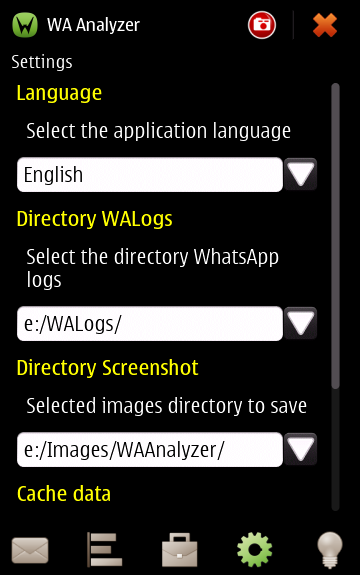 WA Analyzer
Settings
Language
Select the application language
English
Directory WALogs
Select the directory WhatsApp
logs
e:/WALogs/
Directory Screenshot
Selected images directory to save
e:/Images/WAAnalyzer/
Cache data